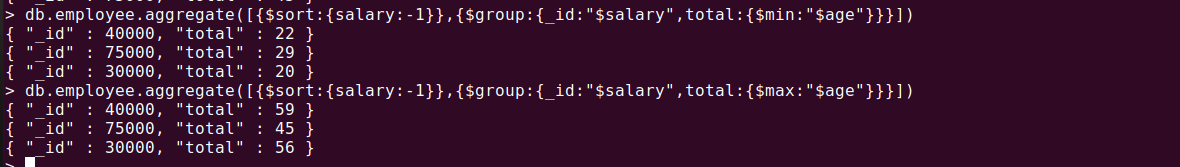 > db.employee.aggregate([{$sort:{salary:-1}},{$group:{_id:"$salary",total:{$min:"$age"}}}])
{ "_id" : 40000, "total" : 22 }
{ "_id" : 75000, "total" : 29 }
{ "_id" : 30000, "total" : 20 }
> db.employee.aggregate([{$sort:{salary:-1}},{$group:{_id:"$salary",total:{$max:"$age"}}}])
{ "_id" : 40000, "total" : 59 }
{ "_id" : 75000, "total" : 45 }
{ "_id" : 30000, "total" : 56 }
>